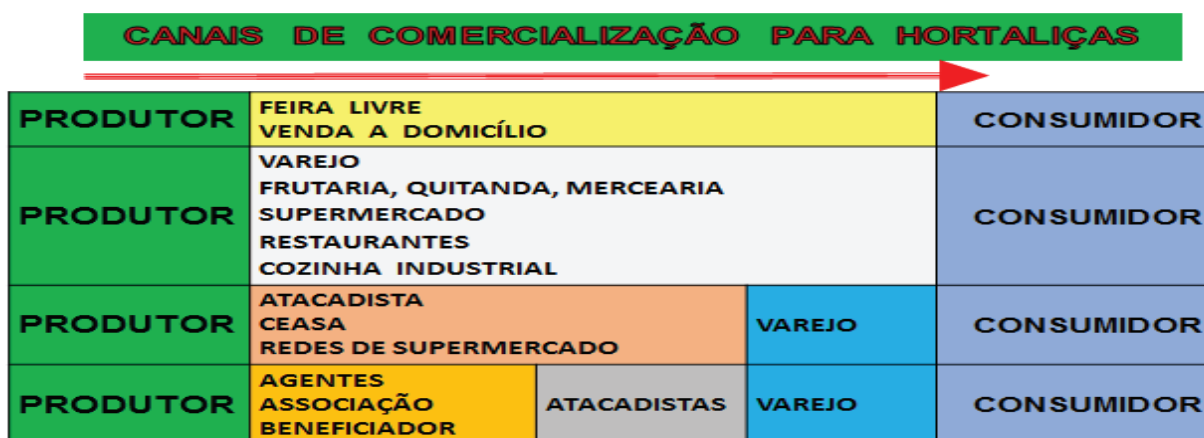 CANAIS DE COMERCIALIZAÇÃO PARA HORTALIÇAS
PRODUTOR
FEIRA LIVRE
VENDA A DOMICÍLIO
CONSUMIDOR
PRODUTOR
VAREJO
FRUTARIA, QUITANDA, MERCEARIA
SUPERMERCADO
RESTAURANTES
COZINHA INDUSTRIAL
CONSUMIDOR
PRODUTOR
ATACADISTA
CEASA
REDES DE SUPERMERCADO
VAREJO
CONSUMIDOR
PRODUTOR
AGENTES
ASSOCIAÇÃO
BENEFICIADOR
ATACADISTAS
VAREJO
CONSUMIDOR